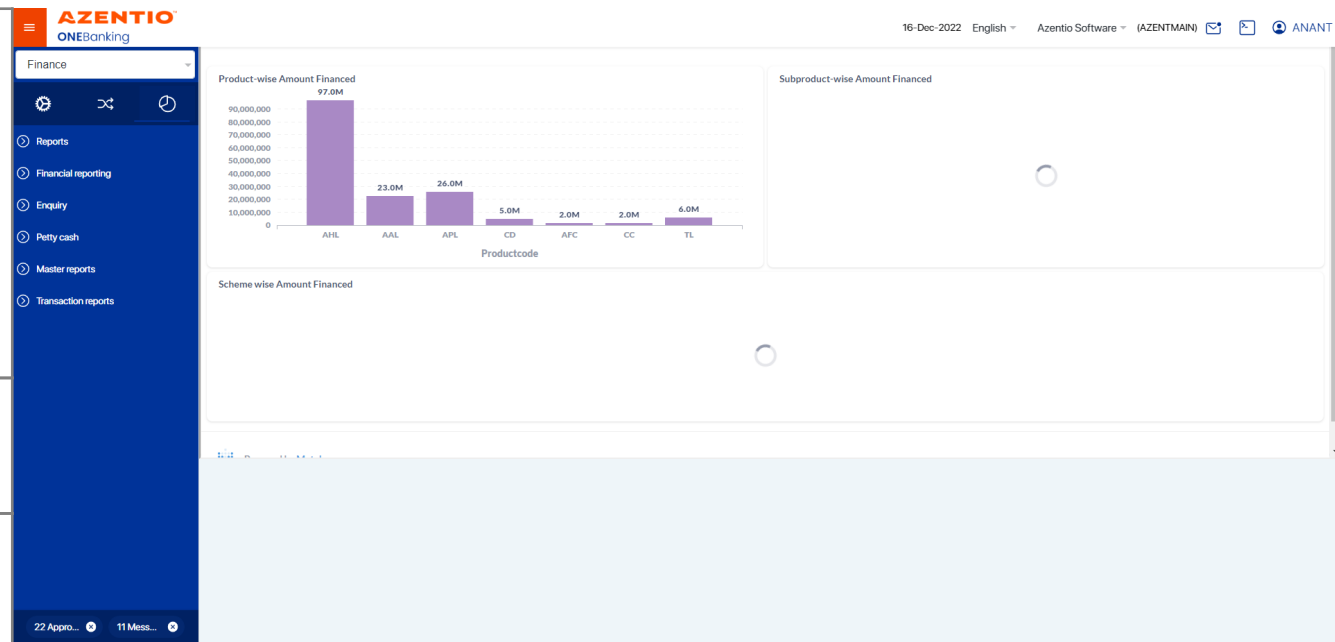 AZENTIO
ONEBanking
16-Dec-2022 English Azentio Software (AZENTMAIN) ANANT
Finance
Reports
Financial reporting
Enquiry
Petty cash
Master reports
Transaction reports
22 Appro... 11 Mess...
Product-wise Amount Financed
97.0M
90,000,000
80,000,000
70,000,000
60,000,000
50,000,000
40,000,000
30,000,000
20,000,000
10,000,000
0
23.0M
26.0M
5.0M
2.0M
2.0M
6.0M
AHL AAL APL CD AFC CC TL
Productcode
Subproduct-wise Amount Financed
Scheme wise Amount Financed